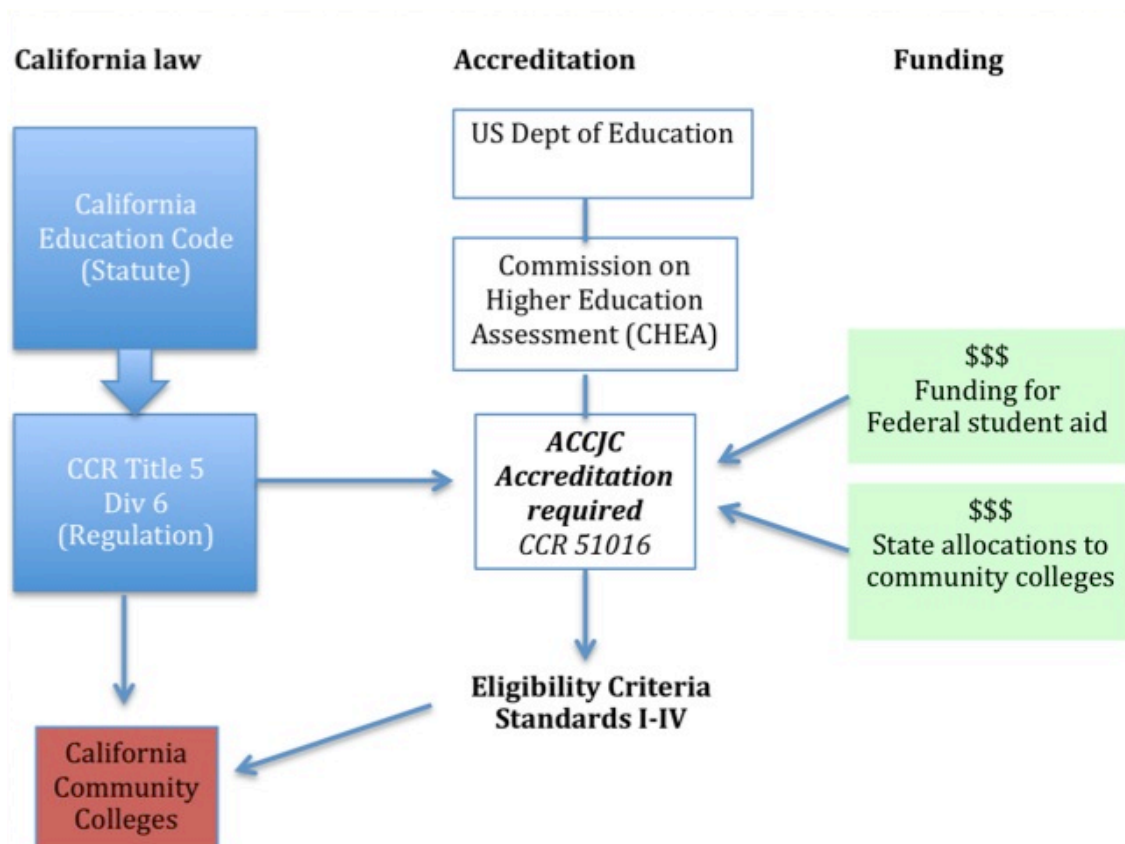 California law
Accreditation
Funding
US Dept of Education
California
Education Code
(Statute)
Commission on
Higher Education
Assessment (CHEA)
$$$
Funding for
Federal student aid
CCR Title 5
Div 6
(Regulation)
ACCJC
Accreditation
required
CCR 51016
$$$
State allocations to
community colleges
Eligibility Criteria
Standards I-IV
California
Community
Colleges